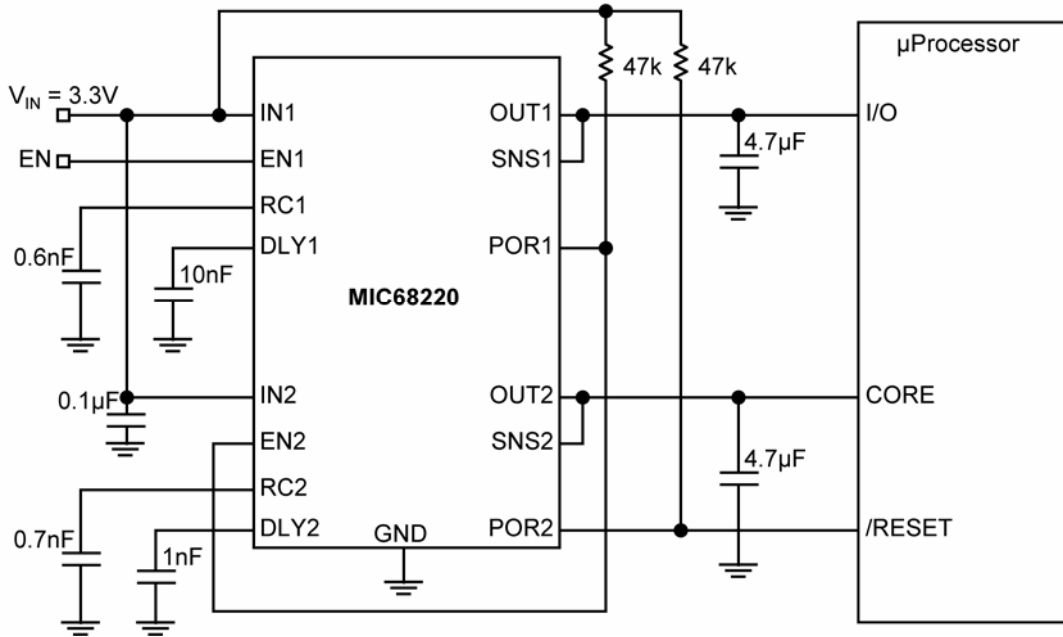 µProcessor
47k
47k
V_IN = 3.3V
IN1
OUT1
I/O
EN
EN1
SNS1
4.7µF
RC1
0.6nF
DLY1
POR1
10nF
MIC68220
0.1µF
IN2
OUT2
CORE
EN2
SNS2
4.7µF
RC2
0.7nF
DLY2
1nF
GND
POR2
/RESET